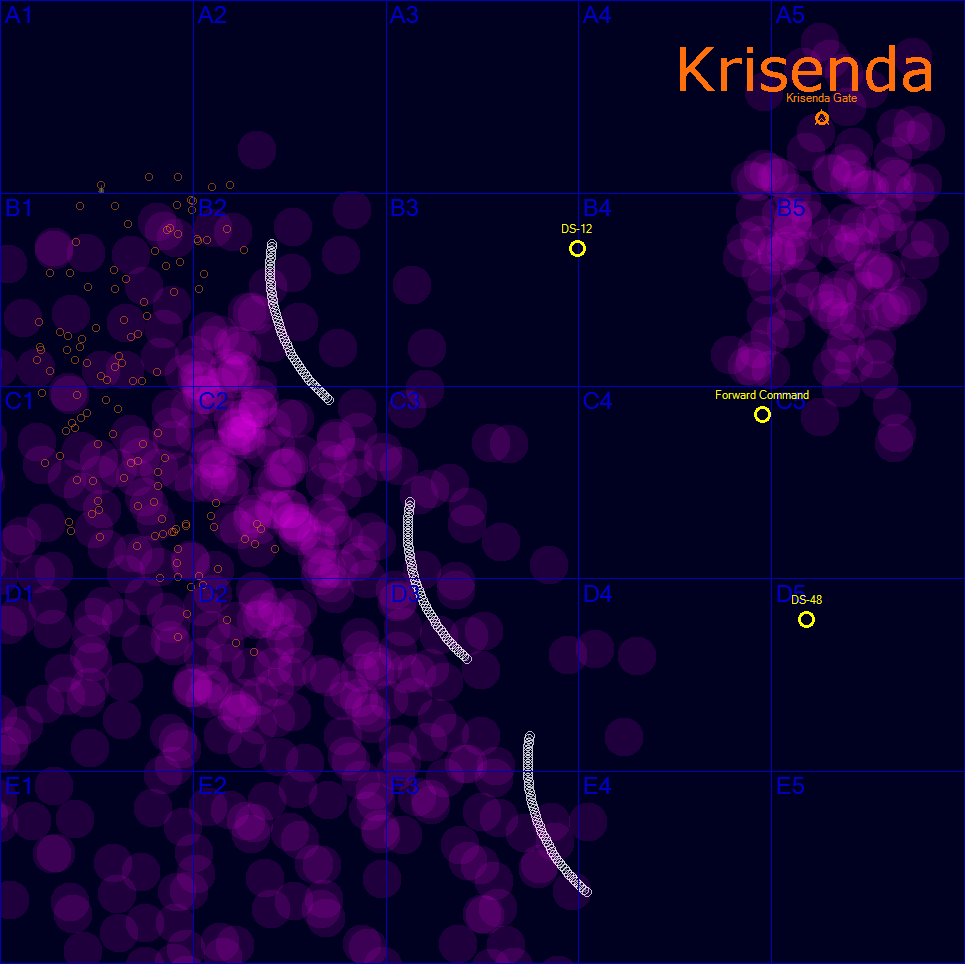 A1 A2 A3 A4 A5
Krisenda
Krisenda Gate
B1 B2 B3 B4 B5
DS-12
Forward Command
C1 C2 C3 C4 C5
D1 D2 D3 D4 D5
DS-48
E1 E2 E3 E4 E5